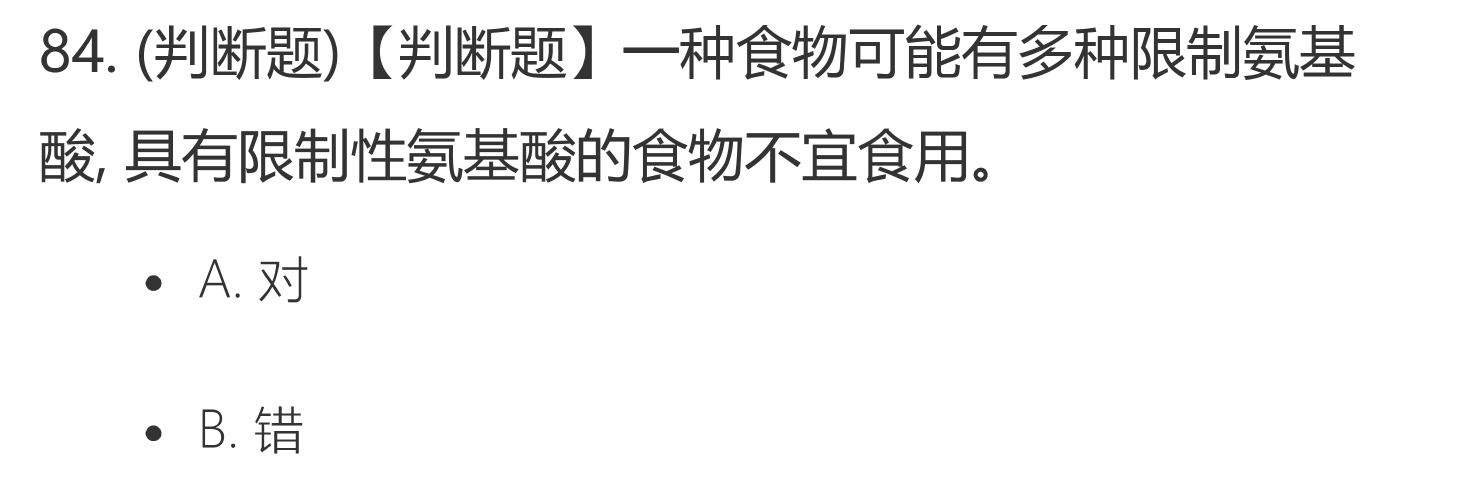 84. (判断题)【判断题】一种食物可能有多种限制氨基
酸, 具有限制性氨基酸的食物不宜食用。
A. 对
B. 错